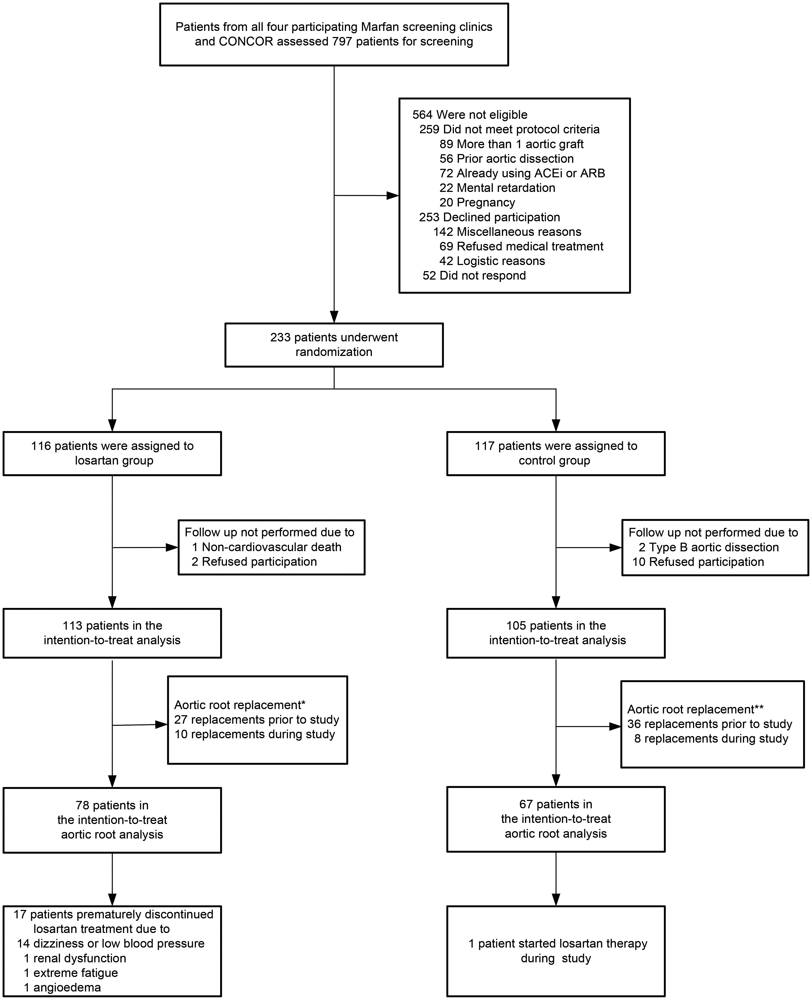 Patients from all four participating Marfan screening clinics
and CONCOR assessed 797 patients for screening
564 Were not eligible
259 Did not meet protocol criteria
89 More than 1 aortic graft
56 Prior aortic dissection
72 Already using ACEi or ARB
22 Mental retardation
20 Pregnancy
253 Declined participation
142 Miscellaneous reasons
69 Refused medical treatment
42 Logistic reasons
52 Did not respond
233 patients underwent
randomization
116 patients were assigned to
losartan group
117 patients were assigned to
control group
Follow up not performed due to
1 Non-cardiovascular death
2 Refused participation
Follow up not performed due to
2 Type B aortic dissection
10 Refused participation
113 patients in the
intention-to-treat analysis
105 patients in the
intention-to-treat analysis
Aortic root replacement*
27 replacements prior to study
10 replacements during study
Aortic root replacement**
36 replacements prior to study
8 replacements during study
78 patients in
the intention-to-treat
aortic root analysis
67 patients in
the intention-to-treat
aortic root analysis
17 patients prematurely discontinued
losartan treatment due to
14 dizziness or low blood pressure
1 renal dysfunction
1 extreme fatigue
1 angioedema
1 patient started losartan therapy
during study